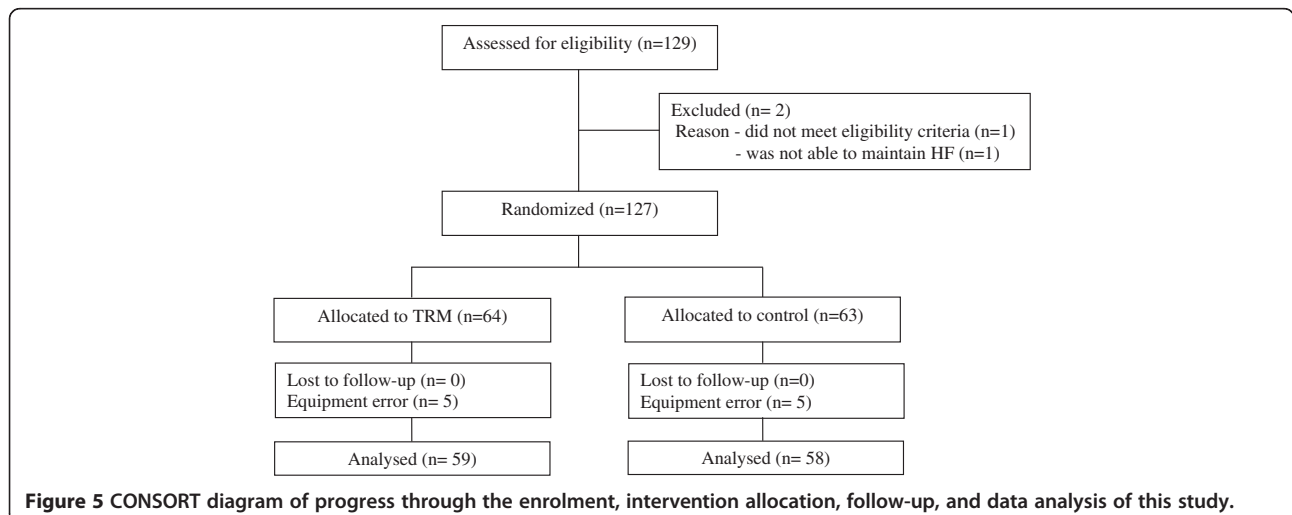 Assessed for eligibility (n=129)
Excluded (n= 2)
Reason - did not meet eligibility criteria (n=1)
- was not able to maintain HF (n=1)
Randomized (n=127)
Allocated to TRM (n=64)
Allocated to control (n=63)
Lost to follow-up (n= 0)
Equipment error (n= 5)
Lost to follow-up (n=0)
Equipment error (n= 5)
Analysed (n= 59)
Analysed (n= 58)
Figure 5 CONSORT diagram of progress through the enrolment, intervention allocation, follow-up, and data analysis of this study.